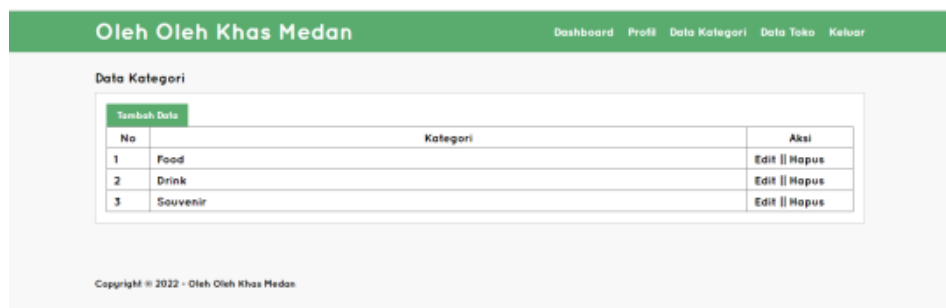 Oleh Oleh Khas Medan
Dashboard Profil Data Kategori Data Toko Keluar
Data Kategori
Tambah Data
No Kategori Aksi
1 Food Edit || Hapus
2 Drink Edit || Hapus
3 Souvenir Edit || Hapus
Copyright © 2022 - Oleh Oleh Khas Medan